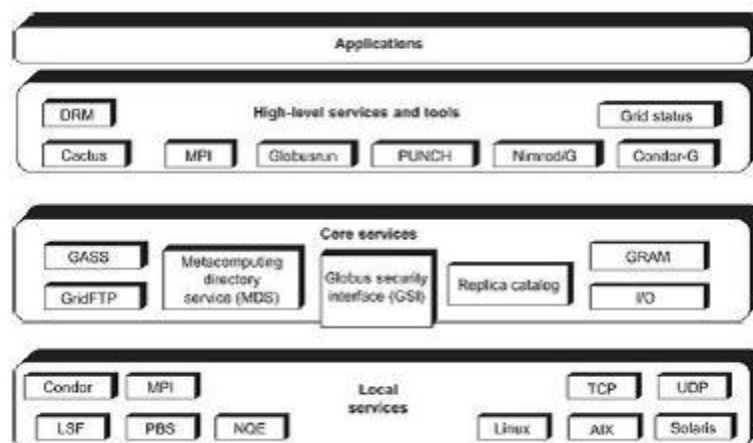 Applications
High-level services and tools
DRM
Grid status
Cactus
MPI
Globusrun
PUNCH
Nimrod/G
Condor-G
Core services
GASS
Metacomputing
directory
service (MDS)
Globus security
interface (GSI)
Replica catalog
GRAM
GridFTP
I/O
Local
services
Condor
MPI
TCP
UDP
LSF
PBS
NQE
Linux
AIX
Solaris